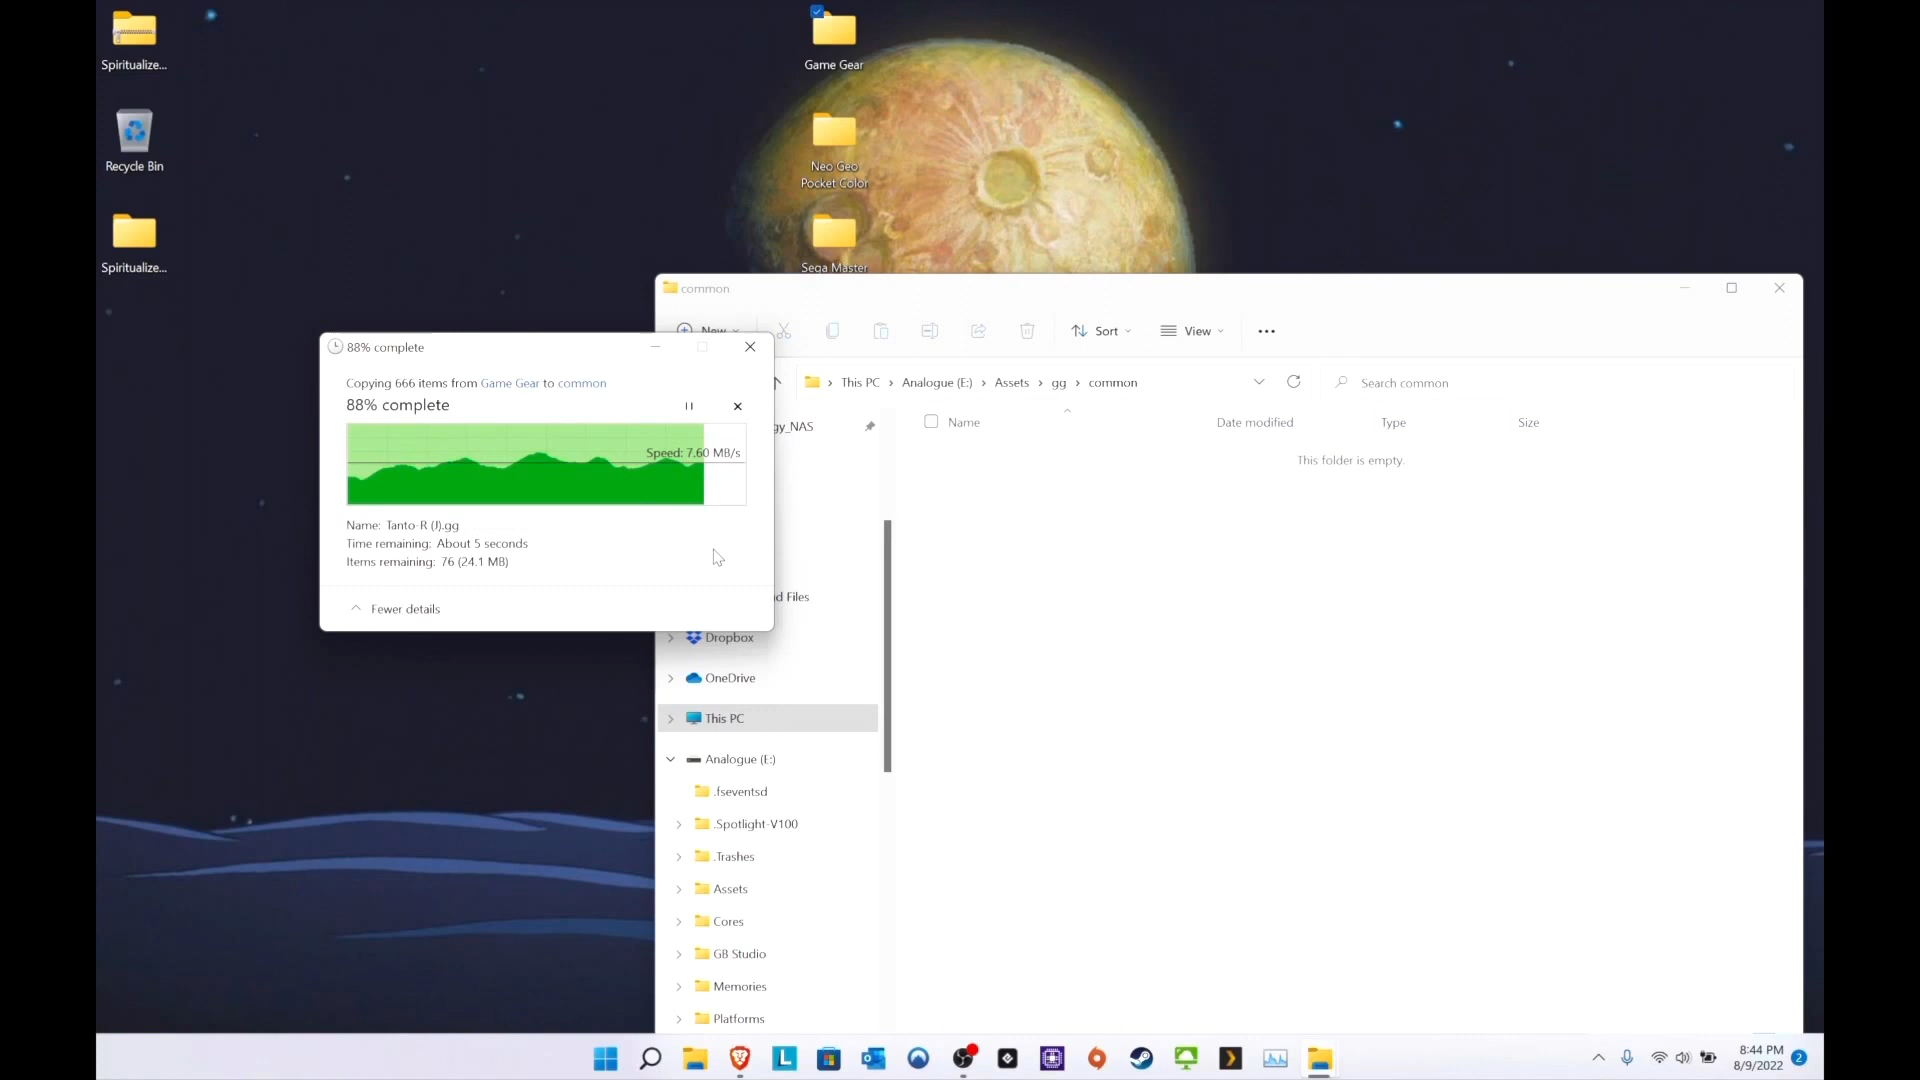 Spiritualize...
Game Gear
Recycle Bin
Neo Geo
Pocket Color
Spiritualize...
Sega Master
common
New
Sort
View
88% complete
Copying 666 items from Game Gear to common
88% complete
Speed: 7.60 MB/s
Name: Tanto-R (J).gg
Time remaining: About 5 seconds
Items remaining: 76 (24.1 MB)
Fewer details
This PC > Analogue (E:) > Assets > gg > common
Search common
gy_NAS
Name
Date modified
Type
Size
This folder is empty.
d Files
Dropbox
OneDrive
This PC
Analogue (E:)
.fseventsd
.Spotlight-V100
.Trashes
Assets
Cores
GB Studio
Memories
Platforms
L
8:44 PM
8/9/2022
2